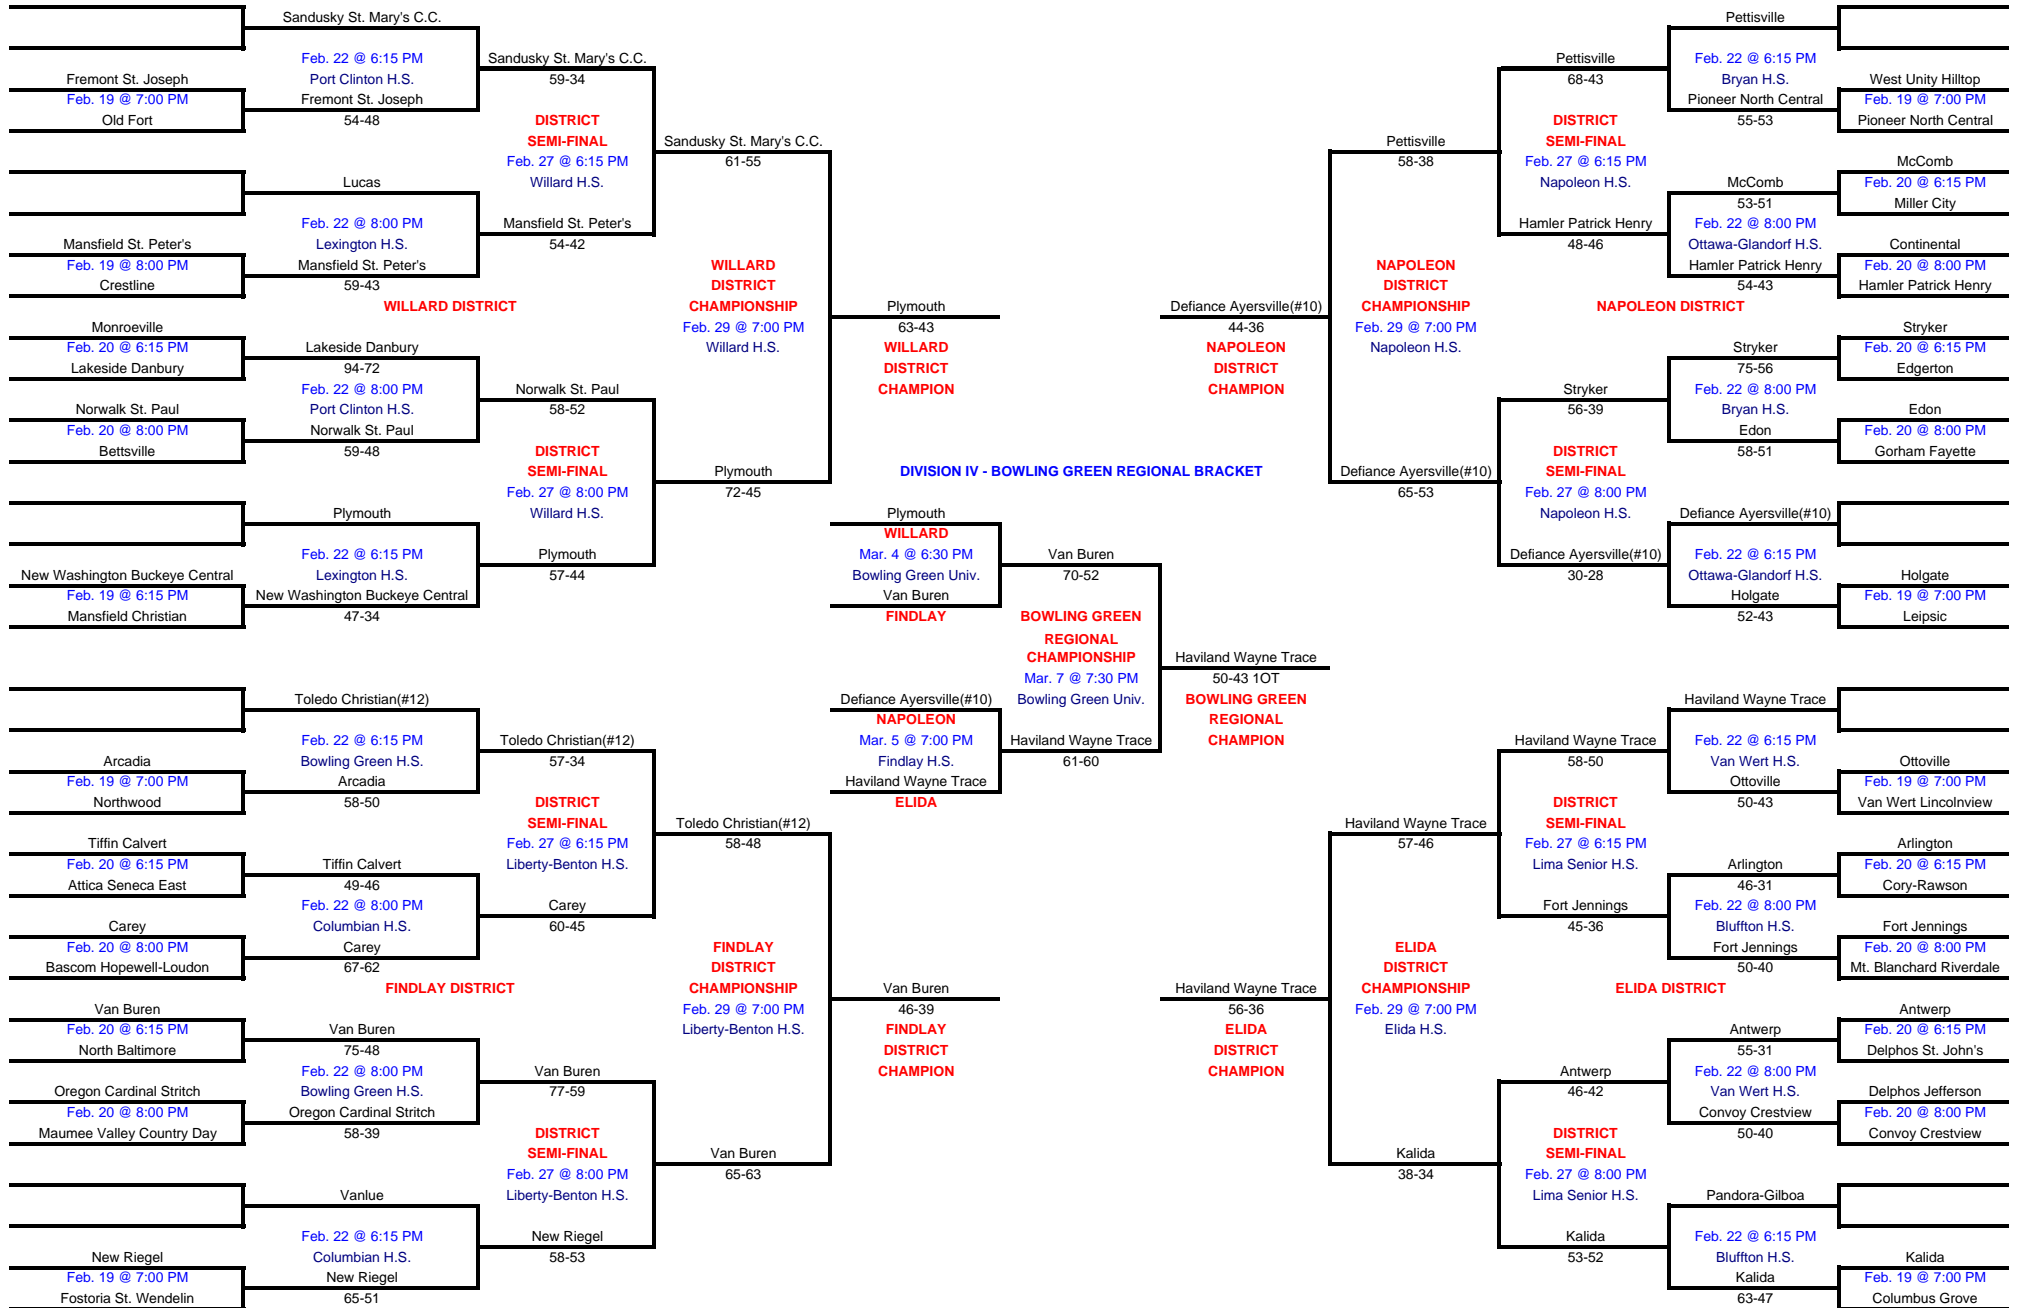 Sandusky St. Mary's C.C.
Feb. 22 @ 6:15 PM
Port Clinton H.S.
Fremont St. Joseph
Feb. 19 @ 7:00 PM
Old Fort
Fremont St. Joseph
54-48
Sandusky St. Mary's C.C.
59-34
DISTRICT
SEMI-FINAL
Feb. 27 @ 6:15 PM
Willard H.S.
Lucas
Feb. 22 @ 8:00 PM
Lexington H.S.
Mansfield St. Peter's
Feb. 19 @ 8:00 PM
Crestline
Mansfield St. Peter's
59-43
Mansfield St. Peter's
54-42
Sandusky St. Mary's C.C.
61-55
WILLARD DISTRICT
WILLARD
DISTRICT
CHAMPIONSHIP
Feb. 29 @ 7:00 PM
Willard H.S.
Plymouth
63-43
WILLARD
DISTRICT
CHAMPION
Monroeville
Feb. 20 @ 6:15 PM
Lakeside Danbury
Lakeside Danbury
94-72
Feb. 22 @ 8:00 PM
Port Clinton H.S.
Norwalk St. Paul
Feb. 20 @ 8:00 PM
Bettsville
Norwalk St. Paul
59-48
Norwalk St. Paul
58-52
DISTRICT
SEMI-FINAL
Feb. 27 @ 8:00 PM
Willard H.S.
Plymouth
72-45
Plymouth
Feb. 22 @ 6:15 PM
Lexington H.S.
New Washington Buckeye Central
Feb. 19 @ 6:15 PM
Mansfield Christian
New Washington Buckeye Central
47-34
Plymouth
57-44
Pettisville
Feb. 22 @ 6:15 PM
Bryan H.S.
West Unity Hilltop
Feb. 19 @ 7:00 PM
Pioneer North Central
Pioneer North Central
55-53
Pettisville
68-43
DISTRICT
SEMI-FINAL
Feb. 27 @ 6:15 PM
Napoleon H.S.
McComb
Feb. 20 @ 6:15 PM
Miller City
McComb
53-51
Feb. 22 @ 8:00 PM
Ottawa-Glandorf H.S.
Continental
Feb. 20 @ 8:00 PM
Hamler Patrick Henry
Hamler Patrick Henry
54-43
Hamler Patrick Henry
48-46
Pettisville
58-38
NAPOLEON DISTRICT
NAPOLEON
DISTRICT
CHAMPIONSHIP
Feb. 29 @ 7:00 PM
Napoleon H.S.
Defiance Ayersville(#10)
44-36
NAPOLEON
DISTRICT
CHAMPION
Stryker
Feb. 20 @ 6:15 PM
Edgerton
Stryker
75-56
Feb. 22 @ 8:00 PM
Bryan H.S.
Edon
Feb. 20 @ 8:00 PM
Gorham Fayette
Edon
58-51
Stryker
56-39
DISTRICT
SEMI-FINAL
Feb. 27 @ 8:00 PM
Napoleon H.S.
Defiance Ayersville(#10)
65-53
Defiance Ayersville(#10)
Feb. 22 @ 6:15 PM
Ottawa-Glandorf H.S.
Holgate
Feb. 19 @ 7:00 PM
Leipsic
Holgate
52-43
Defiance Ayersville(#10)
30-28
DIVISION IV - BOWLING GREEN REGIONAL BRACKET
Plymouth
WILLARD
Mar. 4 @ 6:30 PM
Bowling Green Univ.
Van Buren
FINDLAY
Van Buren
70-52
BOWLING GREEN
REGIONAL
CHAMPIONSHIP
Mar. 7 @ 7:30 PM
Bowling Green Univ.
Haviland Wayne Trace
50-43 1OT
BOWLING GREEN
REGIONAL
CHAMPION
Defiance Ayersville(#10)
NAPOLEON
Mar. 5 @ 7:00 PM
Findlay H.S.
Haviland Wayne Trace
ELIDA
Haviland Wayne Trace
61-60
Toledo Christian(#12)
Feb. 22 @ 6:15 PM
Bowling Green H.S.
Arcadia
Feb. 19 @ 7:00 PM
Northwood
Arcadia
58-50
Toledo Christian(#12)
57-34
DISTRICT
SEMI-FINAL
Feb. 27 @ 6:15 PM
Liberty-Benton H.S.
Tiffin Calvert
Feb. 20 @ 6:15 PM
Attica Seneca East
Tiffin Calvert
49-46
Feb. 22 @ 8:00 PM
Columbian H.S.
Carey
Feb. 20 @ 8:00 PM
Bascom Hopewell-Loudon
Carey
67-62
Carey
60-45
Toledo Christian(#12)
58-48
FINDLAY DISTRICT
FINDLAY
DISTRICT
CHAMPIONSHIP
Feb. 29 @ 7:00 PM
Liberty-Benton H.S.
Van Buren
46-39
FINDLAY
DISTRICT
CHAMPION
Van Buren
Feb. 20 @ 6:15 PM
North Baltimore
Van Buren
75-48
Feb. 22 @ 8:00 PM
Bowling Green H.S.
Oregon Cardinal Stritch
Feb. 20 @ 8:00 PM
Maumee Valley Country Day
Oregon Cardinal Stritch
58-39
Van Buren
77-59
DISTRICT
SEMI-FINAL
Feb. 27 @ 8:00 PM
Liberty-Benton H.S.
Van Buren
65-63
Vanlue
Feb. 22 @ 6:15 PM
Columbian H.S.
New Riegel
Feb. 19 @ 7:00 PM
Fostoria St. Wendelin
New Riegel
65-51
New Riegel
58-53
Haviland Wayne Trace
Feb. 22 @ 6:15 PM
Van Wert H.S.
Ottoville
Feb. 19 @ 7:00 PM
Van Wert Lincolnview
Ottoville
50-43
Haviland Wayne Trace
58-50
DISTRICT
SEMI-FINAL
Feb. 27 @ 6:15 PM
Lima Senior H.S.
Arlington
Feb. 20 @ 6:15 PM
Cory-Rawson
Arlington
46-31
Feb. 22 @ 8:00 PM
Bluffton H.S.
Fort Jennings
Feb. 20 @ 8:00 PM
Mt. Blanchard Riverdale
Fort Jennings
50-40
Fort Jennings
45-36
Haviland Wayne Trace
57-46
ELIDA DISTRICT
ELIDA
DISTRICT
CHAMPIONSHIP
Feb. 29 @ 7:00 PM
Elida H.S.
Haviland Wayne Trace
56-36
ELIDA
DISTRICT
CHAMPION
Antwerp
Feb. 20 @ 6:15 PM
Delphos St. John's
Antwerp
55-31
Feb. 22 @ 8:00 PM
Van Wert H.S.
Delphos Jefferson
Feb. 20 @ 8:00 PM
Convoy Crestview
Convoy Crestview
50-40
Antwerp
46-42
DISTRICT
SEMI-FINAL
Feb. 27 @ 8:00 PM
Lima Senior H.S.
Kalida
38-34
Pandora-Gilboa
Feb. 22 @ 6:15 PM
Bluffton H.S.
Kalida
Feb. 19 @ 7:00 PM
Columbus Grove
Kalida
63-47
Kalida
53-52